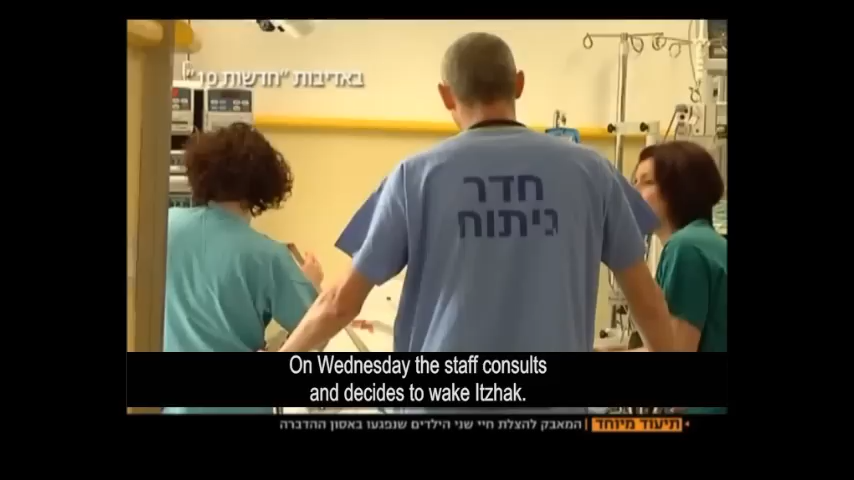 באדיבות "חדשות 10"
חדר
ניתוח
On Wednesday the staff consults
and decides to wake Itzhak.
תיעוד מיוחד | המאבק להצלת חיי שני הילדים שנפגעו באסון ההדברה